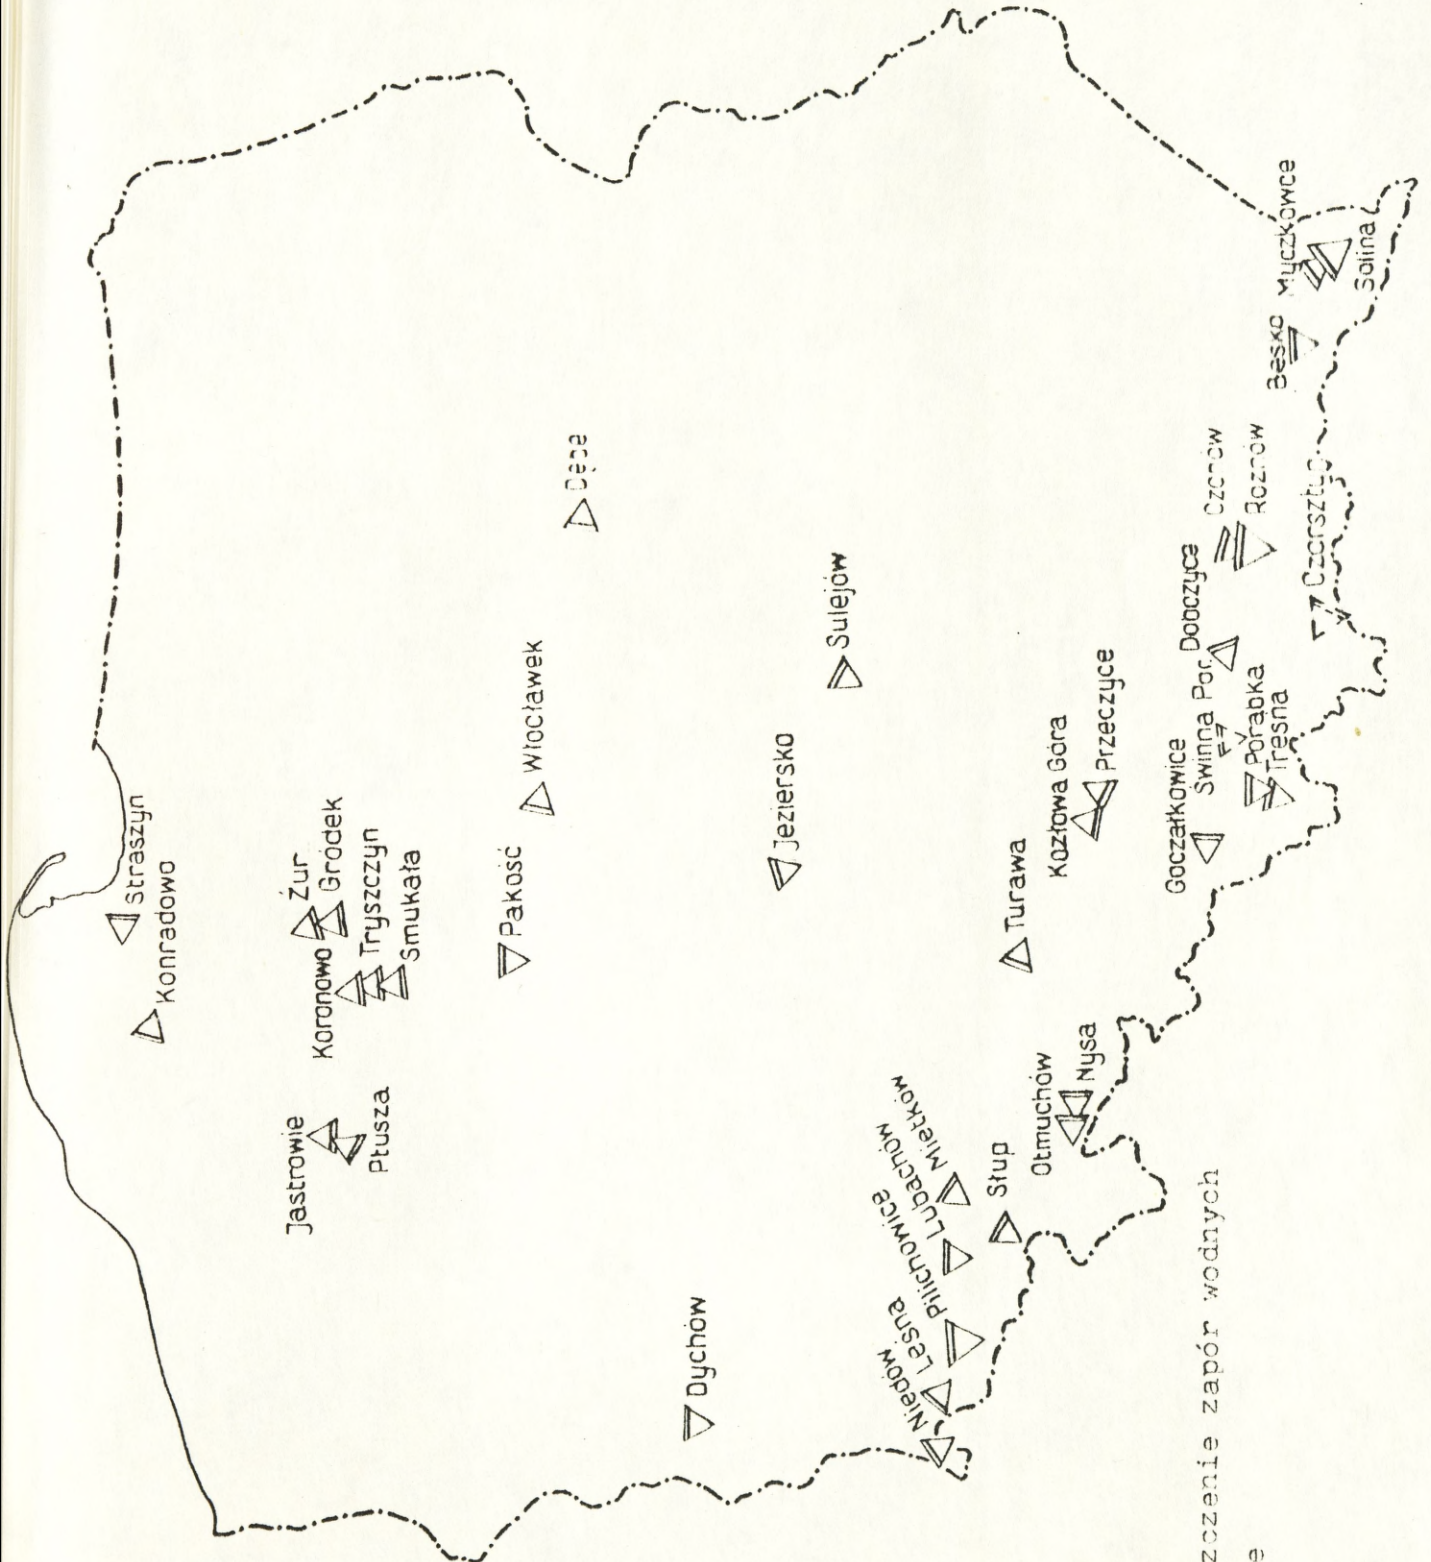 Straszyn
Konradowo
Żur
Gródek
Koronowo
Tryszczyn
Smukała
Jastrowie
Ptusza
Pakość
Włocławek
Dębe
Dychów
Jeziersko
Sulejów
Niedów
Leśna
Pilichowice
Lubachów
Mietków
Słup
Turawa
Otmuchów
Nysa
Kozłowa Góra
Przeczyce
Goczałkowice
Świnna Por.
Dobczyce
Porąbka
Tresna
Czchów
Rożnów
Czorsztyn
Besko
Myczkowce
Solina
zczenie zapór wodnych
e